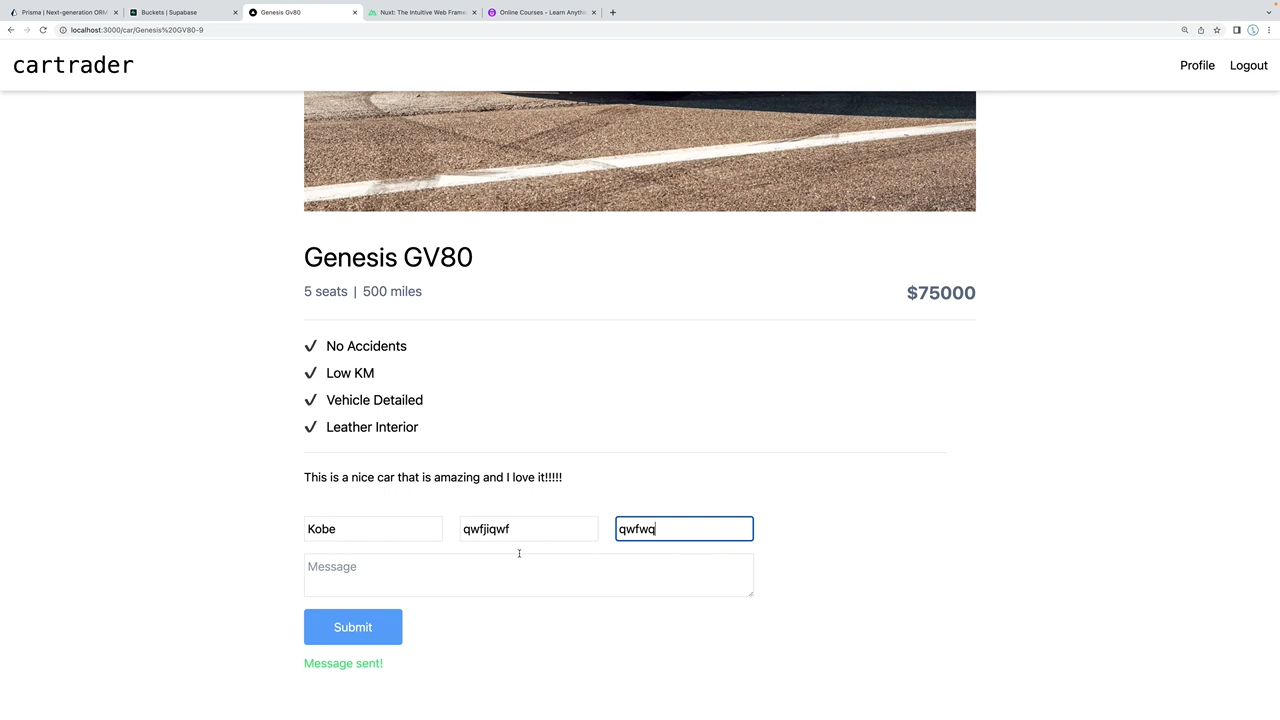 Prisma | Next-generation ORM
Buckets | Supabase
Genesis Gv80
Nuxt: The Intuitive Web Frame
Online Courses – Learn Anythi
localhost:3000/car/Genesis%20GV80-9
cartrader
Profile
Logout
Genesis GV80
5 seats | 500 miles
$75000
No Accidents
Low KM
Vehicle Detailed
Leather Interior
This is a nice car that is amazing and I love it!!!!!
Kobe
qwfjiqwf
qwfwq
Message
Submit
Message sent!